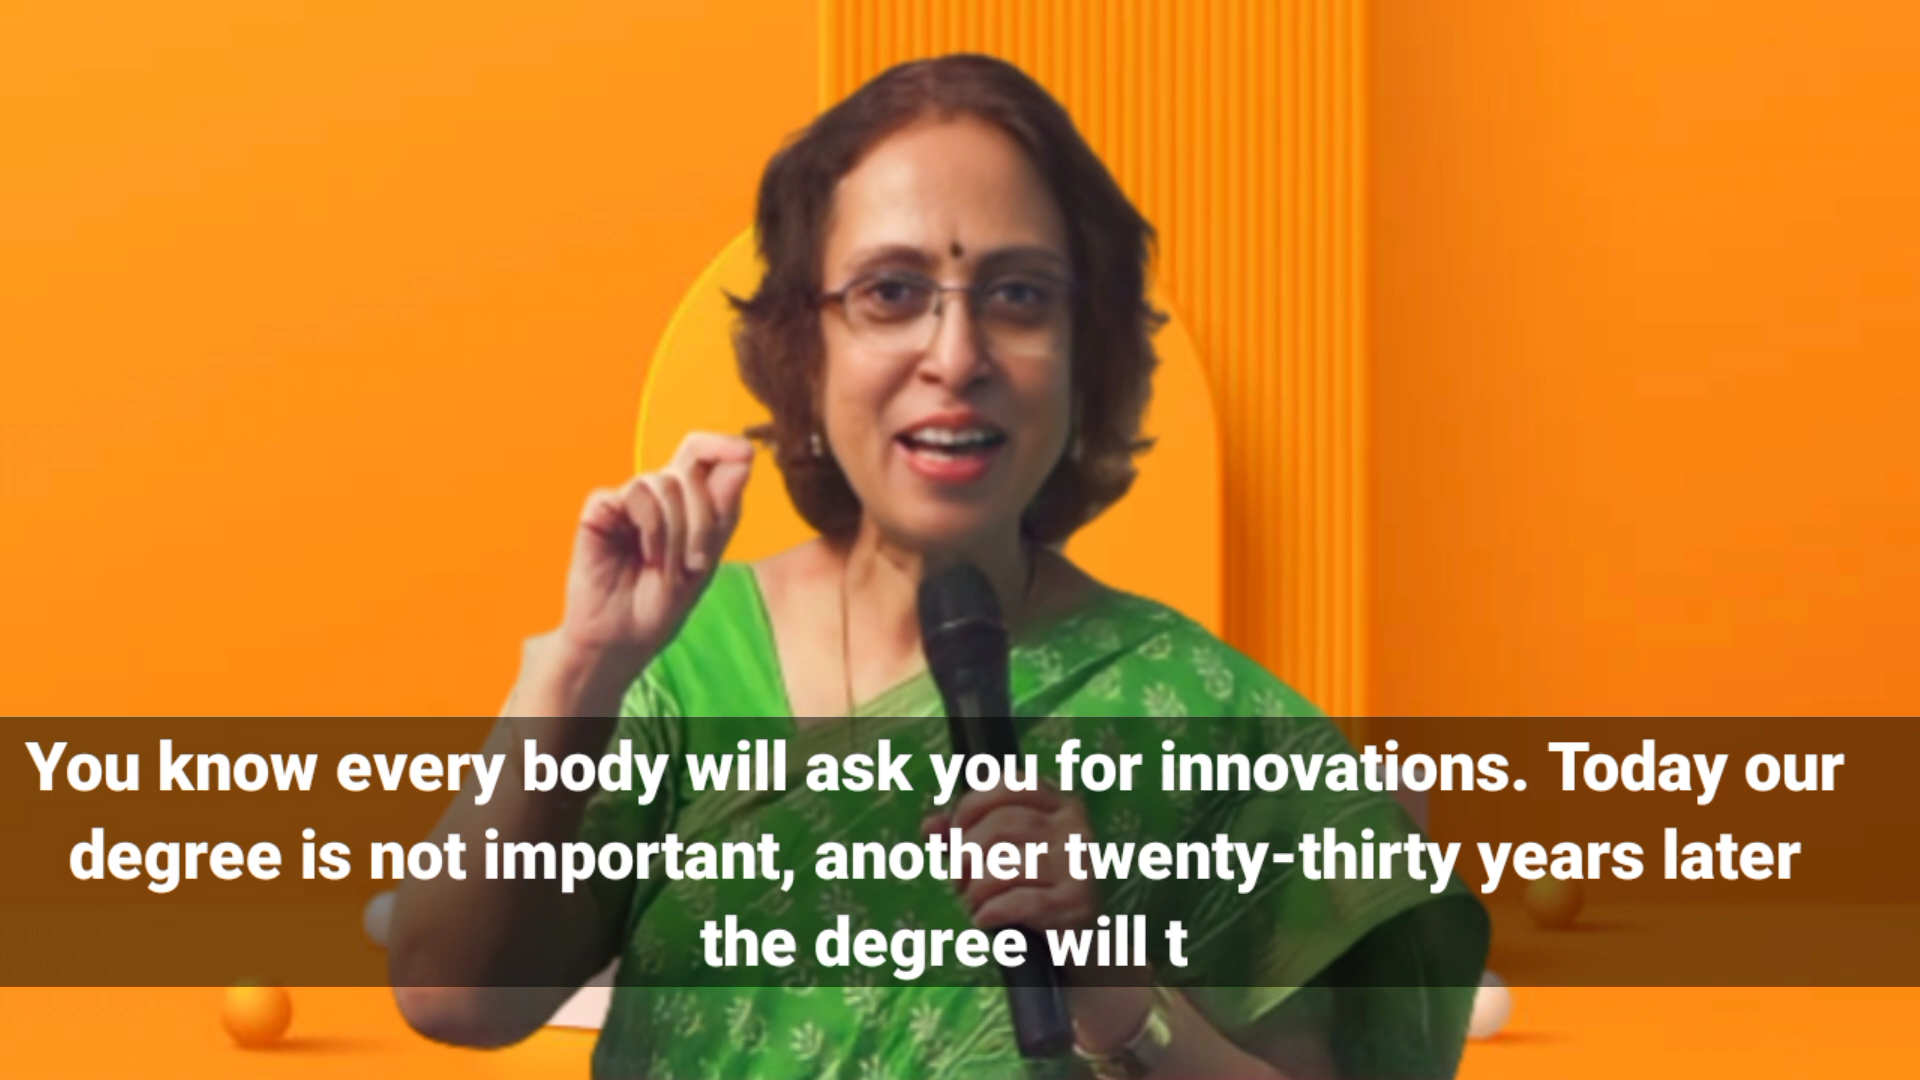 You know every body will ask you for innovations. Today our
degree is not important, another twenty-thirty years later
the degree will t